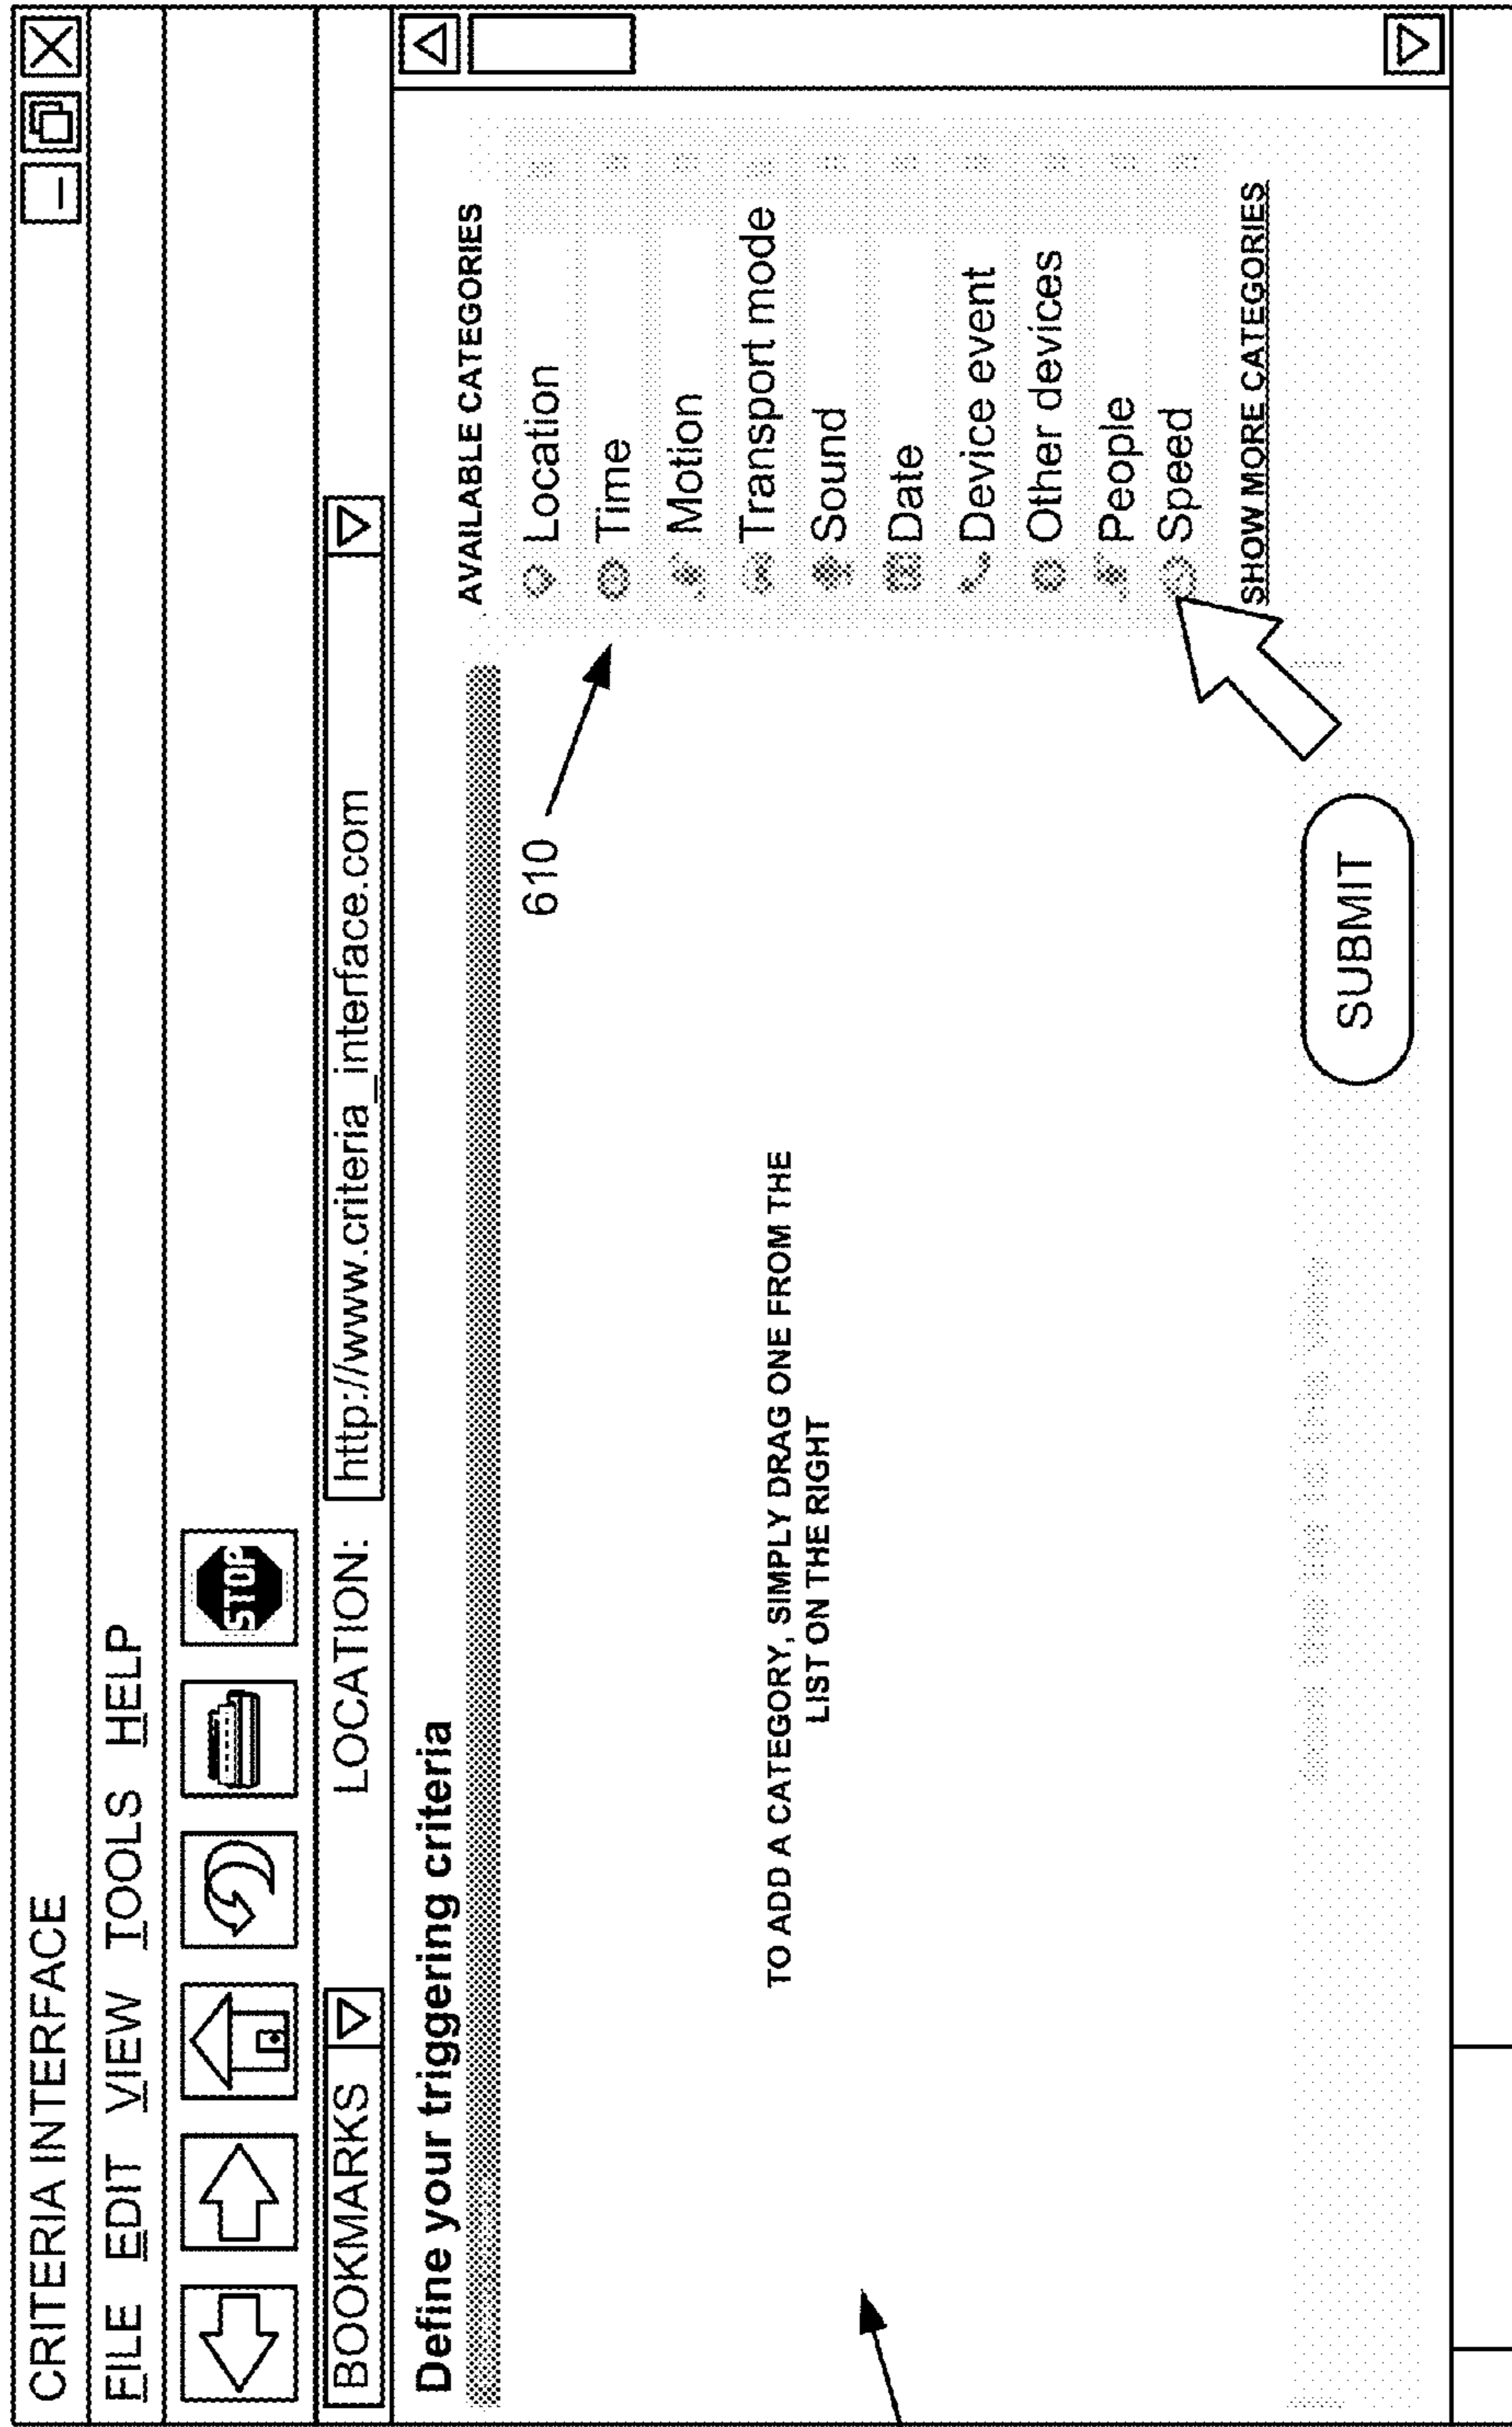 CRITERIA INTERFACE
FILE EDIT VIEW TOOLS HELP
STOP
BOOKMARKS LOCATION: http://www.criteria_interface.com
Define your triggering criteria
AVAILABLE CATEGORIES
610
Location
Time
Motion
Transport mode
Sound
Date
Device event
Other devices
People
Speed
SHOW MORE CATEGORIES
TO ADD A CATEGORY, SIMPLY DRAG ONE FROM THE
LIST ON THE RIGHT
SUBMIT